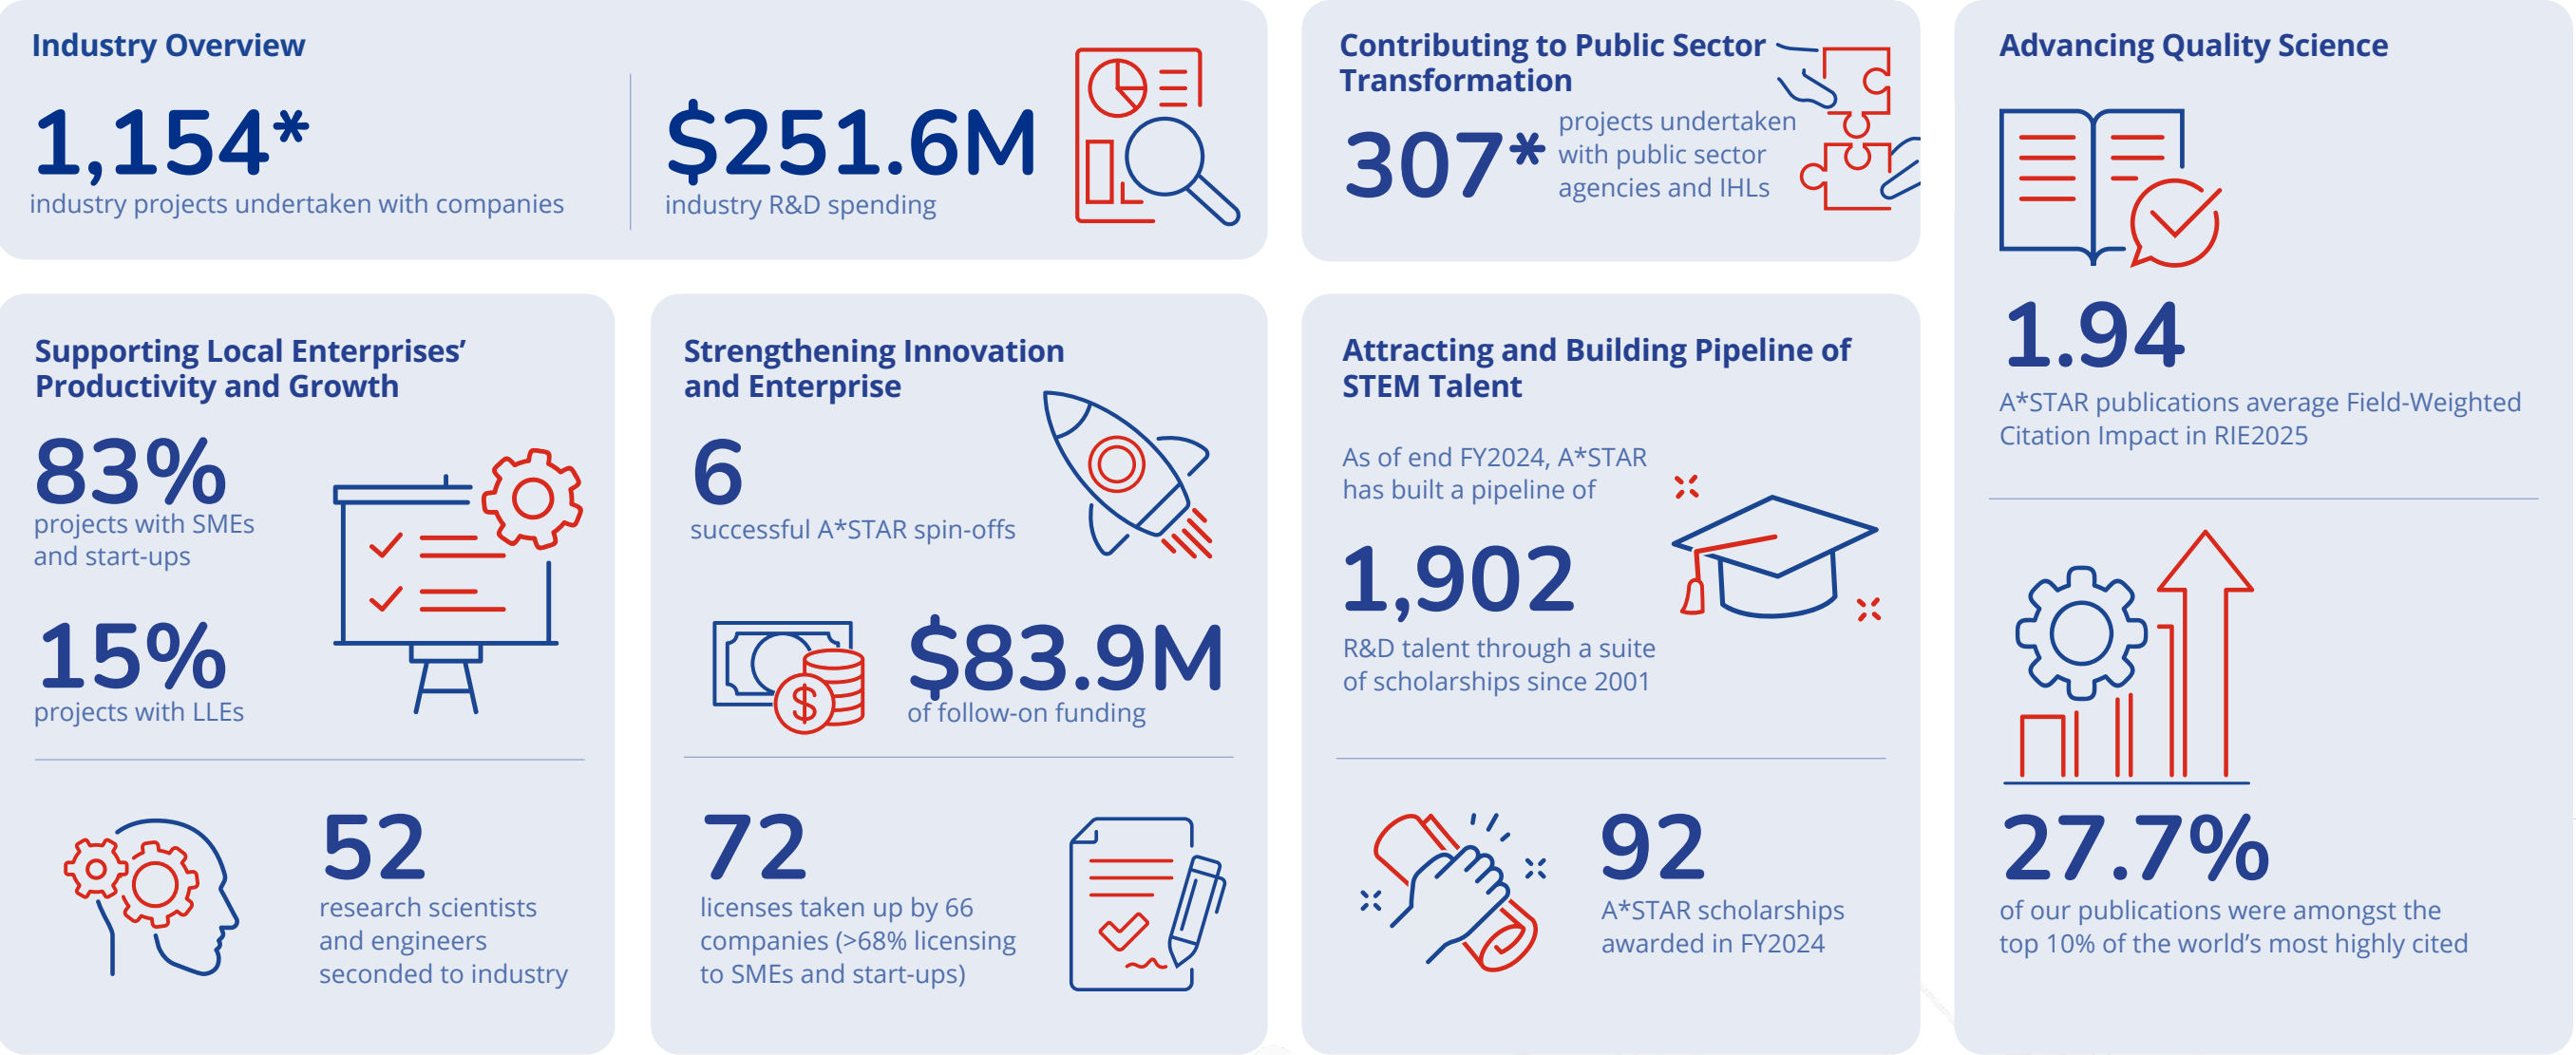 Industry Overview
1,154*
industry projects undertaken with companies
$251.6M
industry R&D spending
Contributing to Public Sector
Transformation
307*
projects undertaken
with public sector
agencies and IHLs
Supporting Local Enterprises’
Productivity and Growth
83%
projects with SMEs
and start-ups
15%
projects with LLEs
52
research scientists
and engineers
seconded to industry
Strengthening Innovation
and Enterprise
6
successful A*STAR spin-offs
$
$83.9M
of follow-on funding
72
licenses taken up by 66
companies (>68% licensing
to SMEs and start-ups)
Attracting and Building Pipeline of
STEM Talent
As of end FY2024, A*STAR
has built a pipeline of
1,902
R&D talent through a suite
of scholarships since 2001
92
A*STAR scholarships
awarded in FY2024
Advancing Quality Science
1.94
A*STAR publications average Field-Weighted
Citation Impact in RIE2025
27.7%
of our publications were amongst the
top 10% of the world’s most highly cited